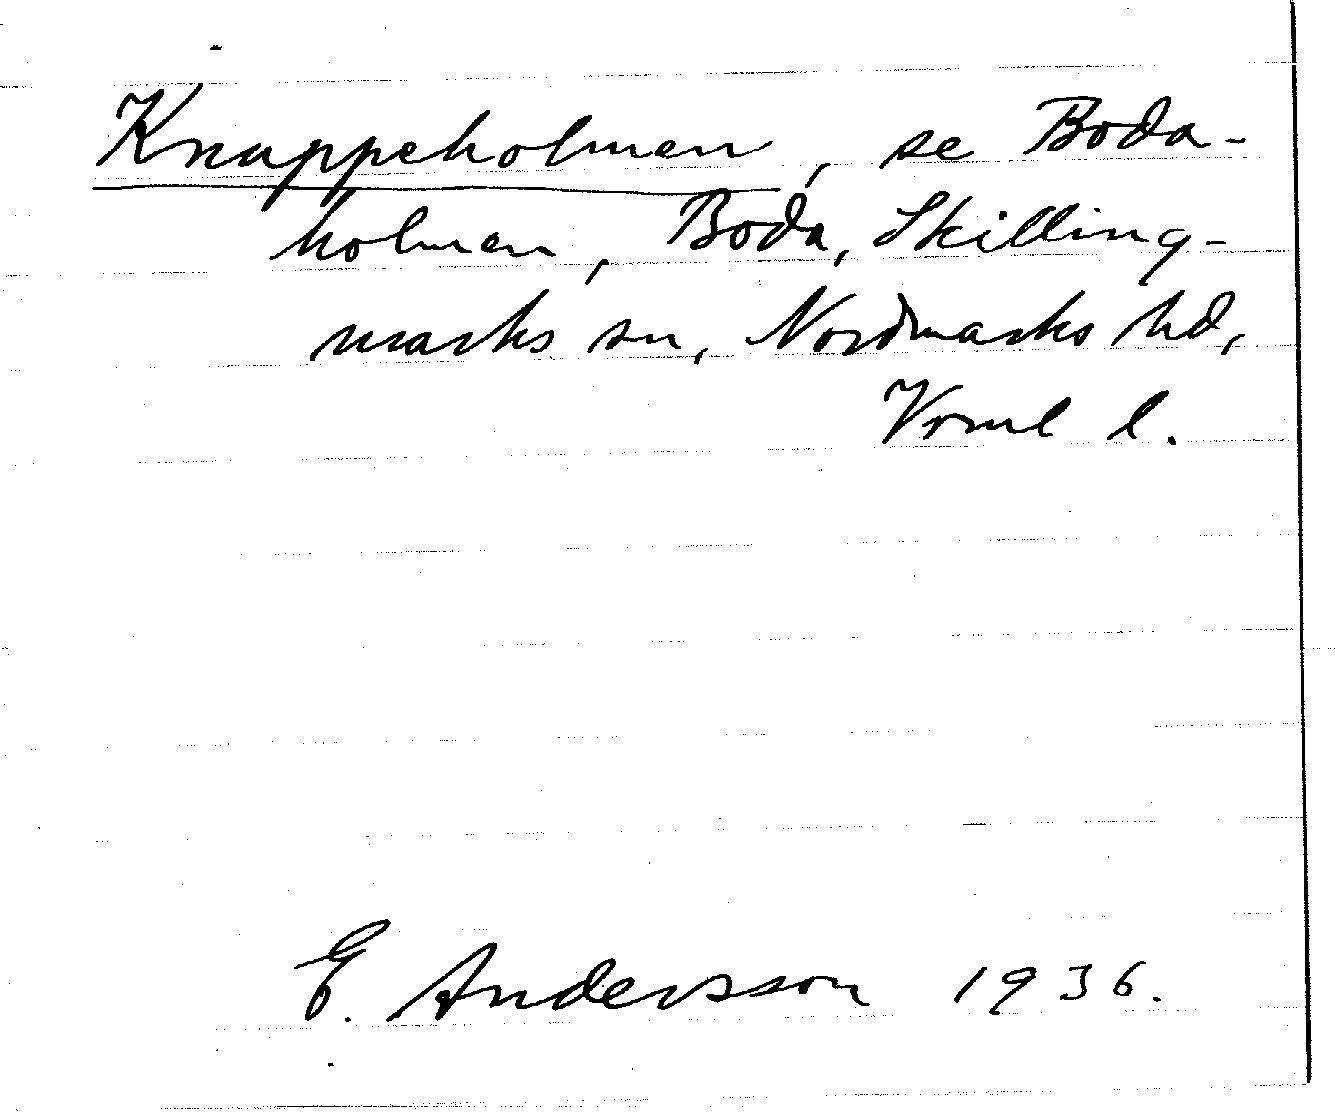 Knappeholmen, se Boda-
holmen, Boda, Skilling-
marks sn, Nordmarks hd,
Vrml l.
E. Andersson 1936.